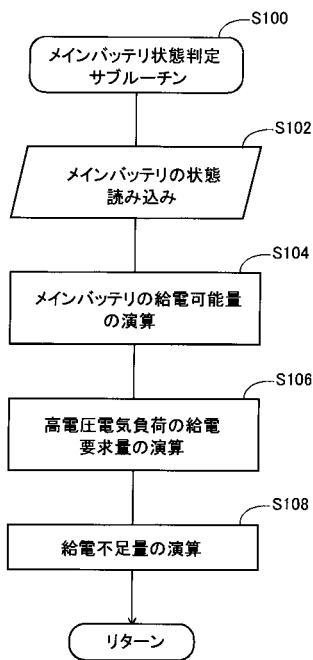 S100
メインバッテリ状態判定
サブルーチン
S102
メインバッテリの状態
読み込み
S104
メインバッテリの給電可能量
の演算
S106
高電圧電気負荷の給電
要求量の演算
S108
給電不足量の演算
リターン